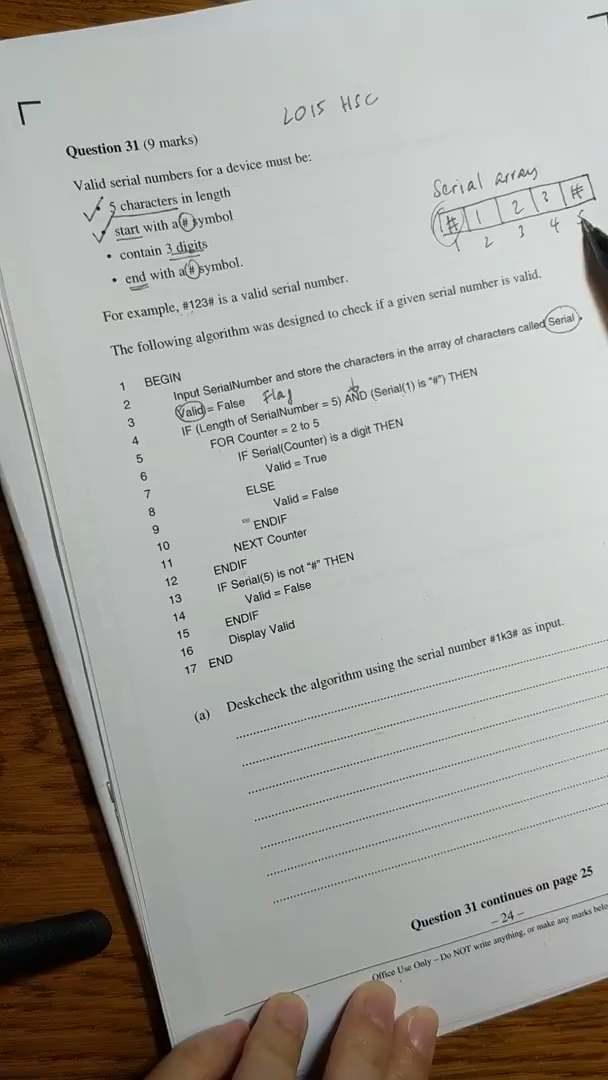 2015 HSC
Question 31 (9 marks)
Valid serial numbers for a device must be:
5 characters in length
start with a # symbol
• contain 3 digits
• end with a # symbol.
Serial array
# 1 2 3 #
1 2 3 4 5
For example, #123# is a valid serial number.
The following algorithm was designed to check if a given serial number is valid.
1 BEGIN
2 Input SerialNumber and store the characters in the array of characters called Serial
3 Valid = False Flag
4 IF (Length of SerialNumber = 5) AND (Serial(1) is "#") THEN
5 FOR Counter = 2 to 5
6 IF Serial(Counter) is a digit THEN
7 Valid = True
8 ELSE
9 Valid = False
10 ENDIF
11 NEXT Counter
12 ENDIF
13 IF Serial(5) is not "#" THEN
14 Valid = False
15 ENDIF
16 Display Valid
17 END
(a) Deskcheck the algorithm using the serial number #1k3# as input.
Question 31 continues on page 25
– 24 –
Office Use Only – Do NOT write anything, or make any marks belo